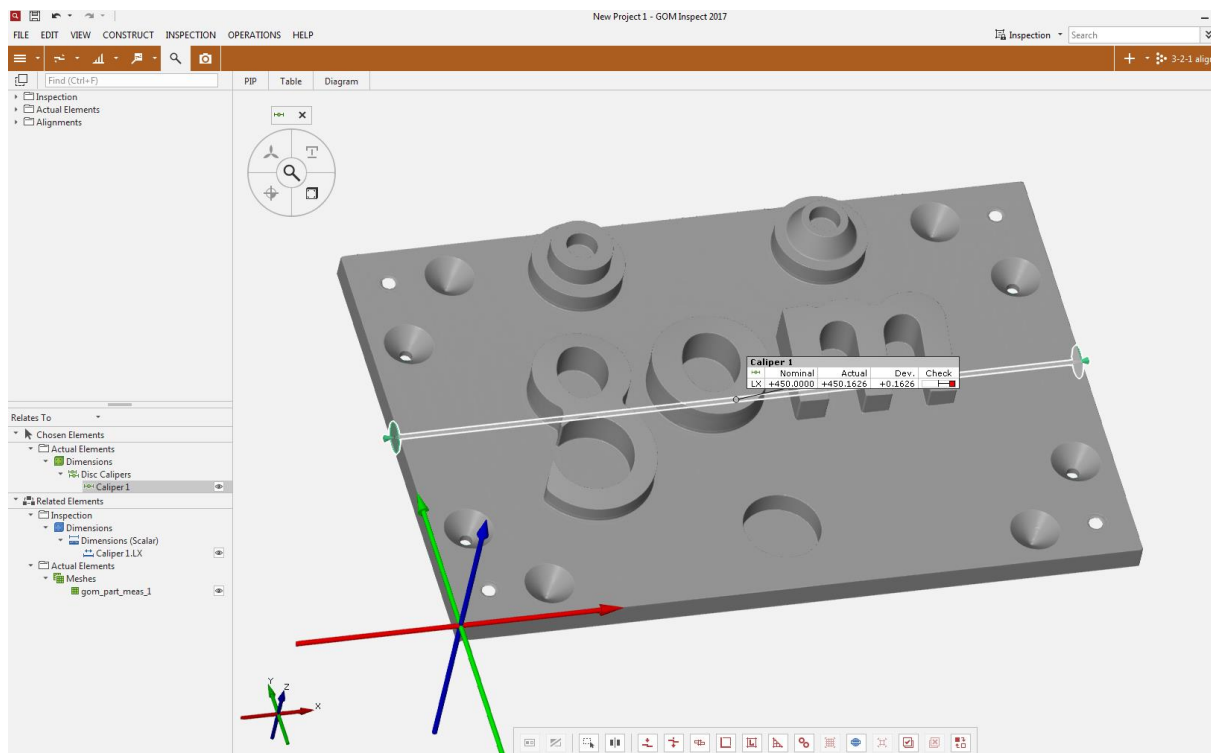 New Project 1 - GOM Inspect 2017
FILE EDIT VIEW CONSTRUCT INSPECTION OPERATIONS HELP
Inspection
Search
3-2-1 alig
Find (Ctrl+F)
PIP Table Diagram
Inspection
Actual Elements
Alignments
Caliper 1
Nominal Actual Dev. Check
LX +450.0000 +450.1626 +0.1626
Relates To
Chosen Elements
Actual Elements
Dimensions
Disc Calipers
Caliper 1
Related Elements
Inspection
Dimensions
Dimensions (Scalar)
Caliper 1.LX
Actual Elements
Meshes
gom_part_meas_1
gom
Y
Z
X